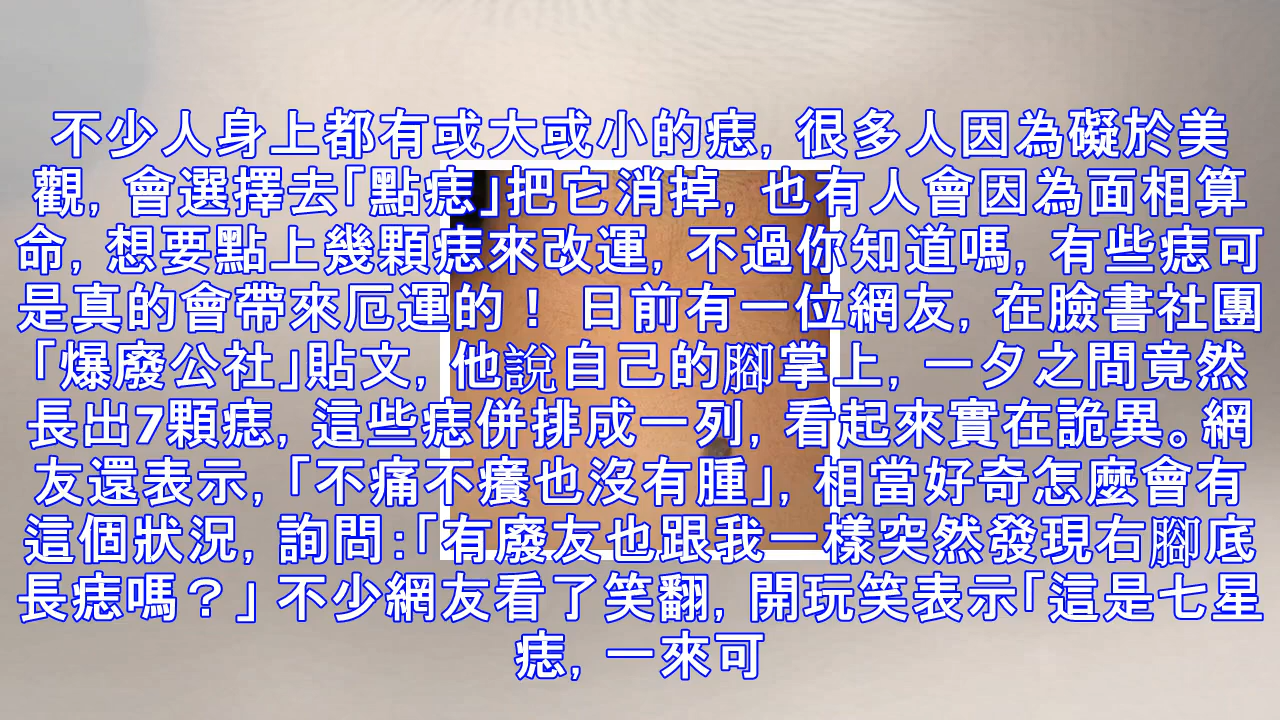 不少人身上都有或大或小的痣, 很多人因為礙於美
觀, 會選擇去「點痣」把它消掉, 也有人會因為面相算
命, 想要點上幾顆痣來改運, 不過你知道嗎, 有些痣可
是真的會帶來厄運的！ 日前有一位網友, 在臉書社團
「爆廢公社」貼文, 他說自己的腳掌上, 一夕之間竟然
長出7顆痣, 這些痣併排成一列, 看起來實在詭異。網
友還表示,「不痛不癢也沒有腫」, 相當好奇怎麼會有
這個狀況, 詢問:「有廢友也跟我一樣突然發現右腳底
長痣嗎？」 不少網友看了笑翻, 開玩笑表示「這是七星
痣, 一來可